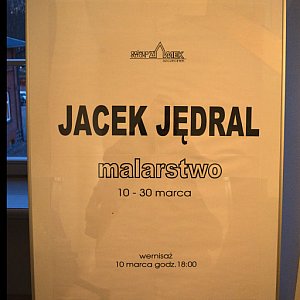 JACEK JĘDRAL
malarstwo
10 - 30 marca
wernisaż
10 marca godz. 18:00